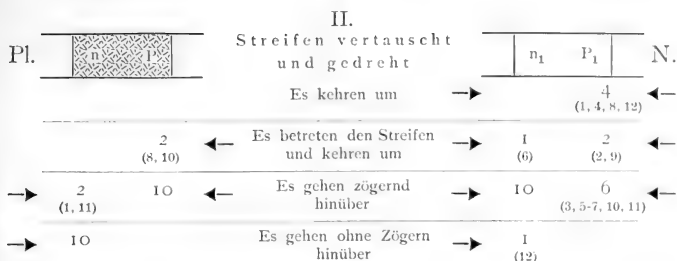 II.
Pl. n P Streifen vertauscht n₁ P₁ N.
und gedreht
Es kehren um 4
(1, 4, 8, 12)
2 Es betreten den Streifen 1 2
(8, 10) und kehren um (6) (2, 9)
2 10 Es gehen zögernd 10 6
(1, 11) hinüber (3, 5-7, 10, 11)
10 Es gehen ohne Zögern 1
hinüber (12)